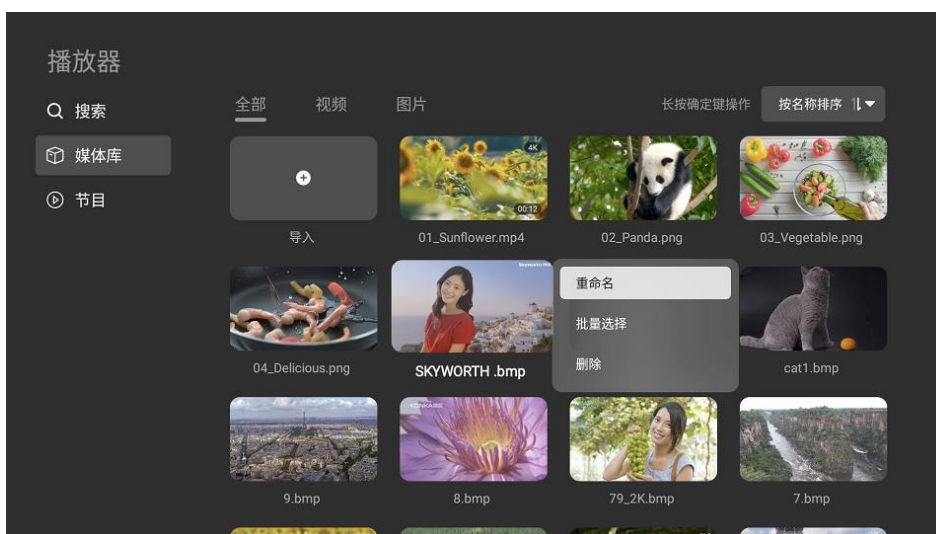 播放器
搜索
媒体库
节目
全部 视频 图片 长按确定键操作 按名称排序
导入
4K
00:12
01_Sunflower.mp4
02_Panda.png
03_Vegetable.png
04_Delicious.png
SKYWORTH .bmp
重命名
批量选择
删除
cat1.bmp
9.bmp
8.bmp
79_2K.bmp
7.bmp